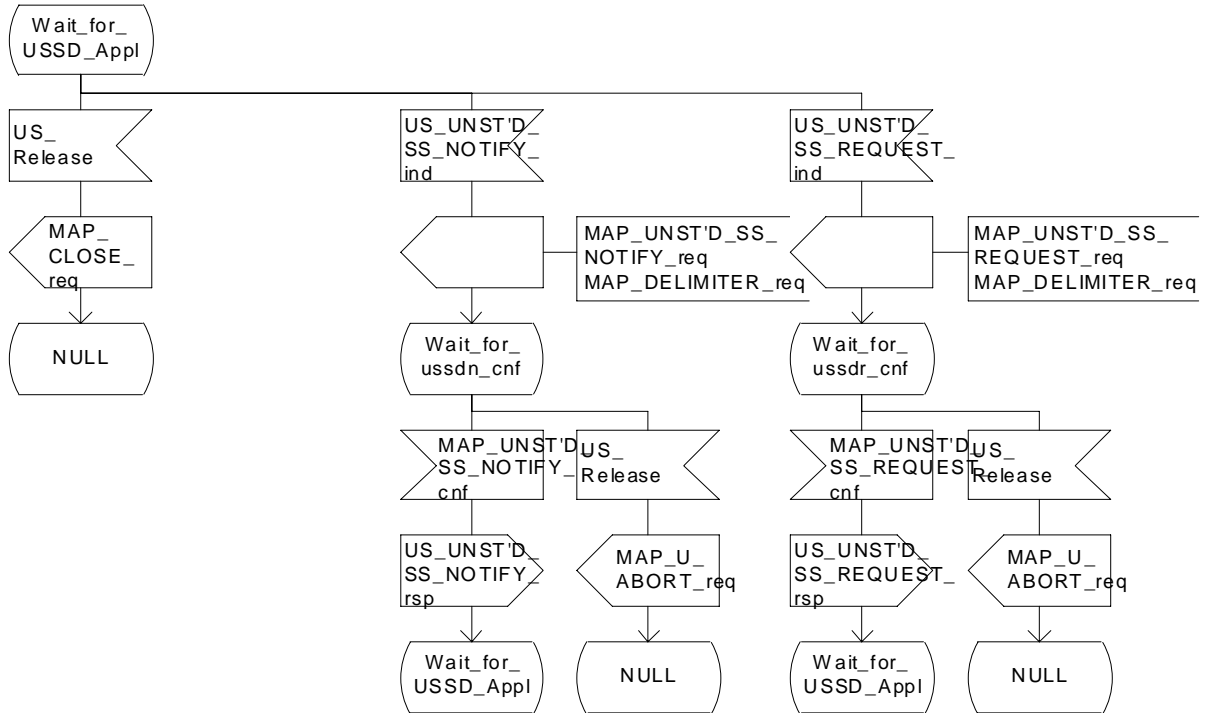 Wait_for_
USSD_Appl
US_
Release
US_UNST'D_
SS_NOTIFY_
ind
US_UNST'D_
SS_REQUEST_
ind
MAP_
CLOSE_
req
MAP_UNST'D_SS_
NOTIFY_req
MAP_DELIMITER_req
MAP_UNST'D_SS_
REQUEST_req
MAP_DELIMITER_req
NULL
Wait_for_
ussdn_cnf
Wait_for_
ussdr_cnf
MAP_UNST'D_
SS_NOTIFY_
cnf
US_
Release
MAP_UNST'D_
SS_REQUEST_
cnf
US_
Release
US_UNST'D_
SS_NOTIFY_
rsp
MAP_U_
ABORT_req
US_UNST'D_
SS_REQUEST_
rsp
MAP_U_
ABORT_req
Wait_for_
USSD_Appl
NULL
Wait_for_
USSD_Appl
NULL